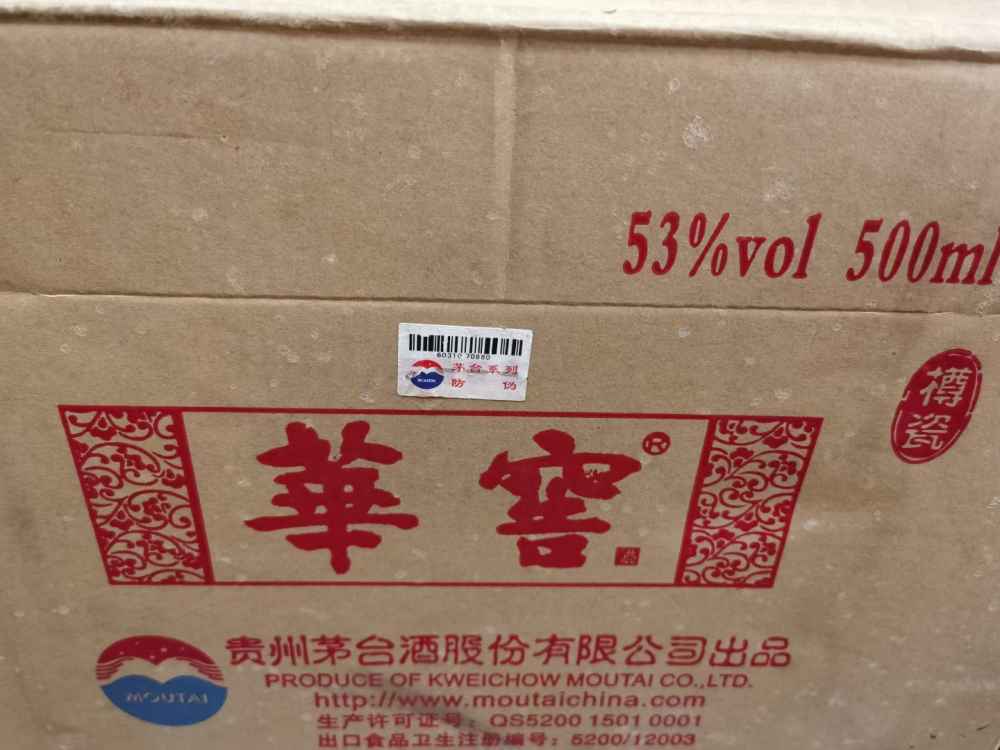 53%vol 500ml
60310 70880
茅台系列
防 伪
樽瓷
華窖®
贵州茅台酒股份有限公司出品
MOUTAI
PRODUCE OF KWEICHOW MOUTAI CO.,LTD.
http://www.moutaichina.com
生产许可证号：QS5200 1501 0001
出口食品卫生注册编号：5200/12003